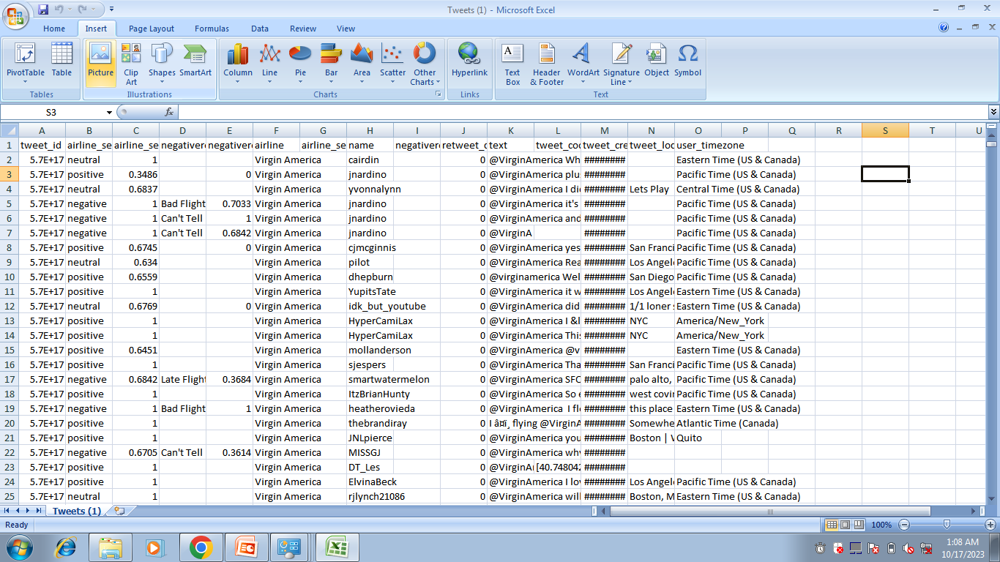 Tweets (1) - Microsoft Excel
Home Insert Page Layout Formulas Data Review View
PivotTable Table Picture Clip Art Shapes SmartArt Column Line Pie Bar Area Scatter Other Charts Hyperlink Text Box Header & Footer WordArt Signature Line Object Symbol
Tables Illustrations Charts Links Text
S3 fx
A B C D E F G H I J K L M N O P Q R S T U
1 tweet_id airline_se airline_se negativere negativere airline airline_se name negativere retweet_c text tweet_coo tweet_cre tweet_loc user_timezone
2 5.7E+17 neutral 1 Virgin America cairdin 0 @VirginAmerica Wh ######## Eastern Time (US & Canada)
3 5.7E+17 positive 0.3486 0 Virgin America jnardino 0 @VirginAmerica plu ######## Pacific Time (US & Canada)
4 5.7E+17 neutral 0.6837 Virgin America yvonnalynn 0 @VirginAmerica I did ######## Lets Play Central Time (US & Canada)
5 5.7E+17 negative 1 Bad Flight 0.7033 Virgin America jnardino 0 @VirginAmerica it's ######## Pacific Time (US & Canada)
6 5.7E+17 negative 1 Can't Tell 1 Virgin America jnardino 0 @VirginAmerica and ######## Pacific Time (US & Canada)
7 5.7E+17 negative 1 Can't Tell 0.6842 Virgin America jnardino 0 @VirginA ######## Pacific Time (US & Canada)
8 5.7E+17 positive 0.6745 0 Virgin America cjmcginnis 0 @VirginAmerica yes ######## San Franci Pacific Time (US & Canada)
9 5.7E+17 neutral 0.634 Virgin America pilot 0 @VirginAmerica Rea ######## Los Angele Pacific Time (US & Canada)
10 5.7E+17 positive 0.6559 Virgin America dhepburn 0 @virginamerica Wel ######## San Diego Pacific Time (US & Canada)
11 5.7E+17 positive 1 Virgin America YupitsTate 0 @VirginAmerica it w ######## Los Angele Eastern Time (US & Canada)
12 5.7E+17 neutral 0.6769 0 Virgin America idk_but_youtube 0 @VirginAmerica did ######## 1/1 loner s Eastern Time (US & Canada)
13 5.7E+17 positive 1 Virgin America HyperCamiLax 0 @VirginAmerica I &l ######## NYC America/New_York
14 5.7E+17 positive 1 Virgin America HyperCamiLax 0 @VirginAmerica This ######## NYC America/New_York
15 5.7E+17 positive 0.6451 Virgin America mollanderson 0 @VirginAmerica @v ######## Eastern Time (US & Canada)
16 5.7E+17 positive 1 Virgin America sjespers 0 @VirginAmerica Tha ######## San Franci Pacific Time (US & Canada)
17 5.7E+17 negative 0.6842 Late Flight 0.3684 Virgin America smartwatermelon 0 @VirginAmerica SFO ######## palo alto, Pacific Time (US & Canada)
18 5.7E+17 positive 1 Virgin America ItzBrianHunty 0 @VirginAmerica So e ######## west covin Pacific Time (US & Canada)
19 5.7E+17 negative 1 Bad Flight 1 Virgin America heatherovieda 0 @VirginAmerica I fl ######## this place Eastern Time (US & Canada)
20 5.7E+17 positive 1 Virgin America thebrandiray 0 flying @VirginA ######## Somewhe Atlantic Time (Canada)
21 5.7E+17 positive 1 Virgin America JNLpierce 0 @VirginAmerica you ######## Boston | W Quito
22 5.7E+17 negative 0.6705 Can't Tell 0.3614 Virgin America MISSGJ 0 @VirginAmerica why ########
23 5.7E+17 positive 1 Virgin America DT_Les 0 @VirginA [40.748042 ########
24 5.7E+17 positive 1 Virgin America ElvinaBeck 0 @VirginAmerica I lo ######## Los Angele Pacific Time (US & Canada)
25 5.7E+17 neutral 1 Virgin America rjlynch21086 0 @VirginAmerica will ######## Boston, M Eastern Time (US & Canada)
Tweets (1)
Ready 100%
1:08 AM
10/17/2023